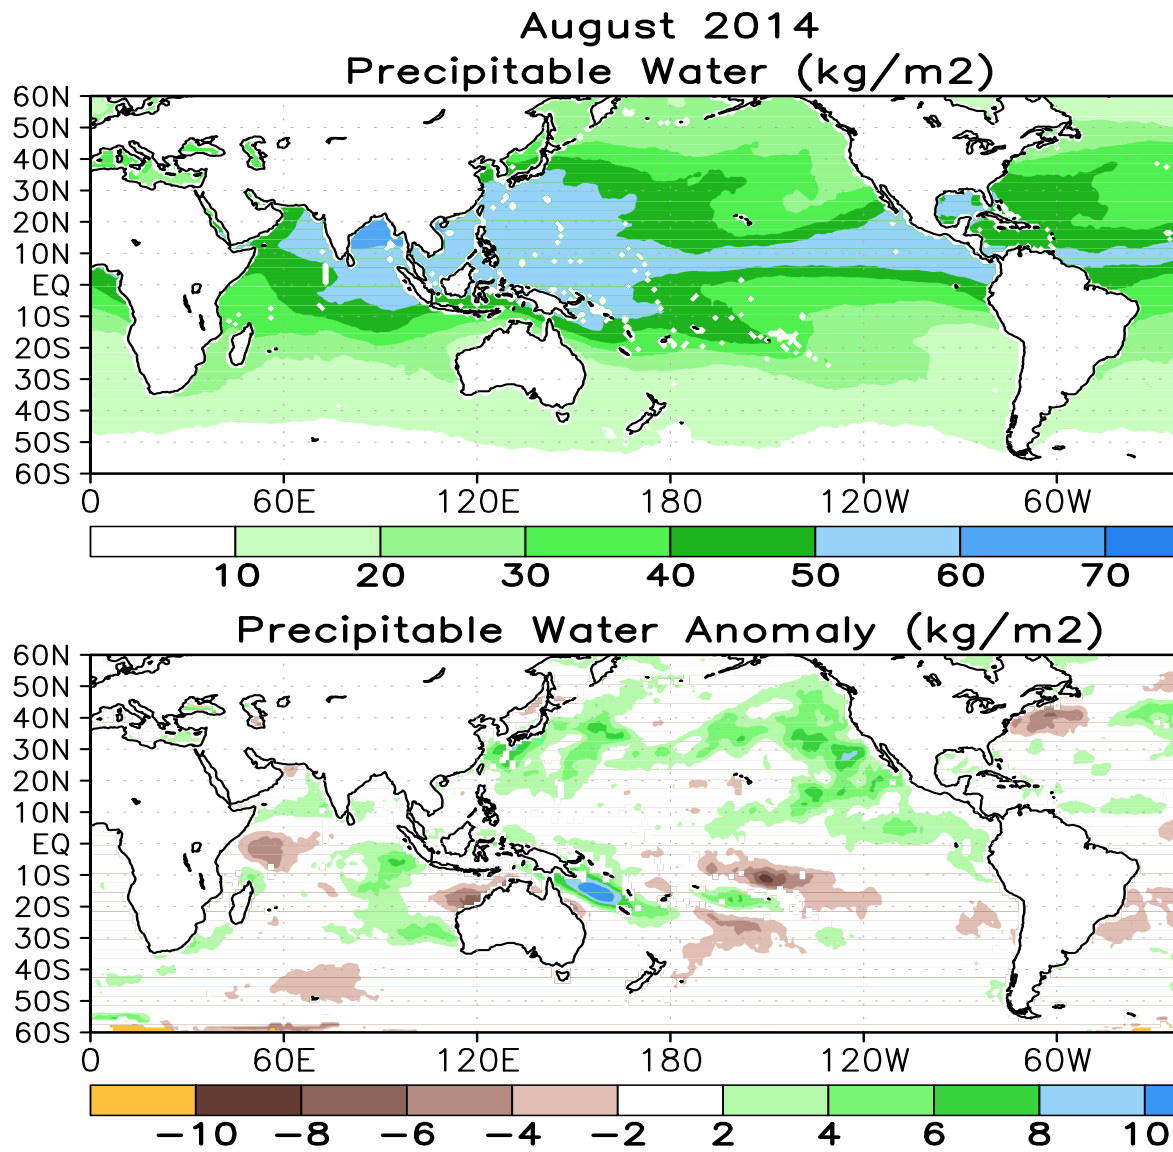 August 2014
Precipitable Water (kg/m2)
60N
50N
40N
30N
20N
10N
EQ
10S
20S
30S
40S
50S
60S
0 60E 120E 180 120W 60W
10 20 30 40 50 60 70
Precipitable Water Anomaly (kg/m2)
60N
50N
40N
30N
20N
10N
EQ
10S
20S
30S
40S
50S
60S
0 60E 120E 180 120W 60W
−10 −8 −6 −4 −2 2 4 6 8 10